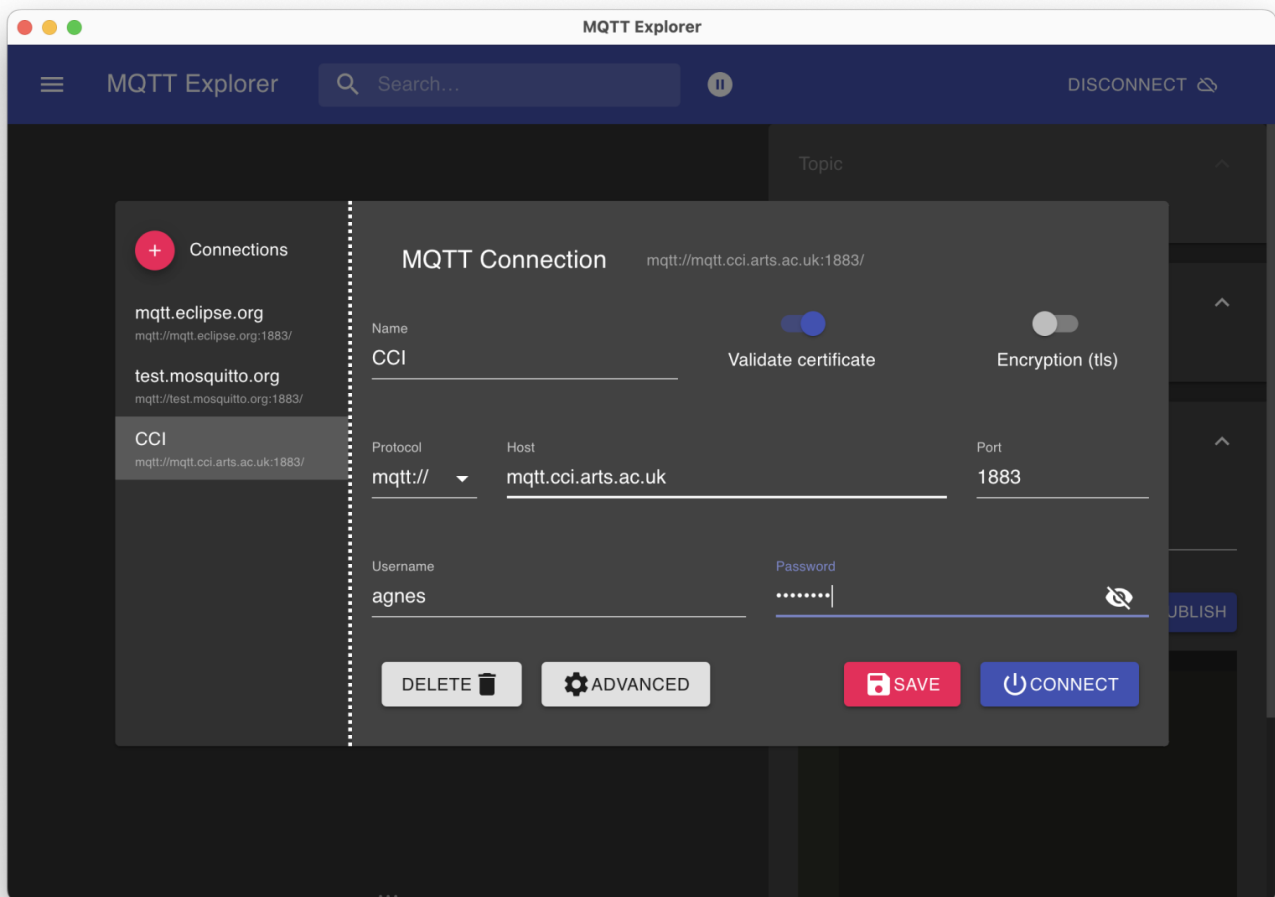 MQTT Explorer
MQTT Explorer
Search...
DISCONNECT
Topic
Connections
mqtt.eclipse.org
mqtt://mqtt.eclipse.org:1883/
test.mosquitto.org
mqtt://test.mosquitto.org:1883/
CCI
mqtt://mqtt.cci.arts.ac.uk:1883/
MQTT Connection
mqtt://mqtt.cci.arts.ac.uk:1883/
Name
CCI
Validate certificate
Encryption (tls)
Protocol
mqtt://
Host
mqtt.cci.arts.ac.uk
Port
1883
Username
agnes
Password
••••••••
DELETE
ADVANCED
SAVE
CONNECT
UBLISH